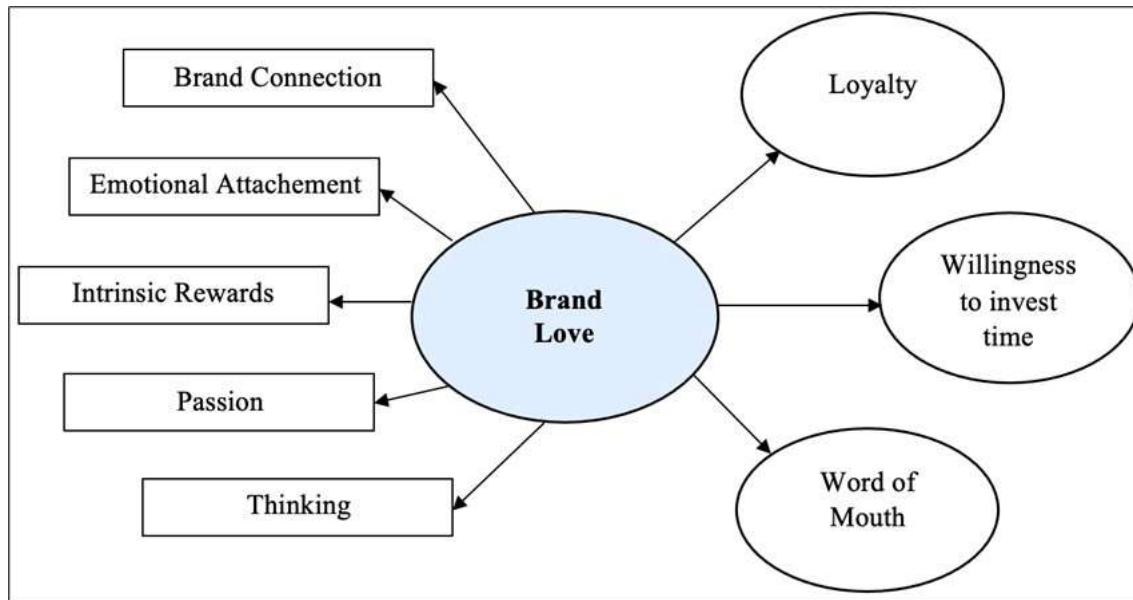 Brand Connection
Emotional Attachement
Intrinsic Rewards
Passion
Thinking
Brand
Love
Loyalty
Willingness
to invest
time
Word of
Mouth